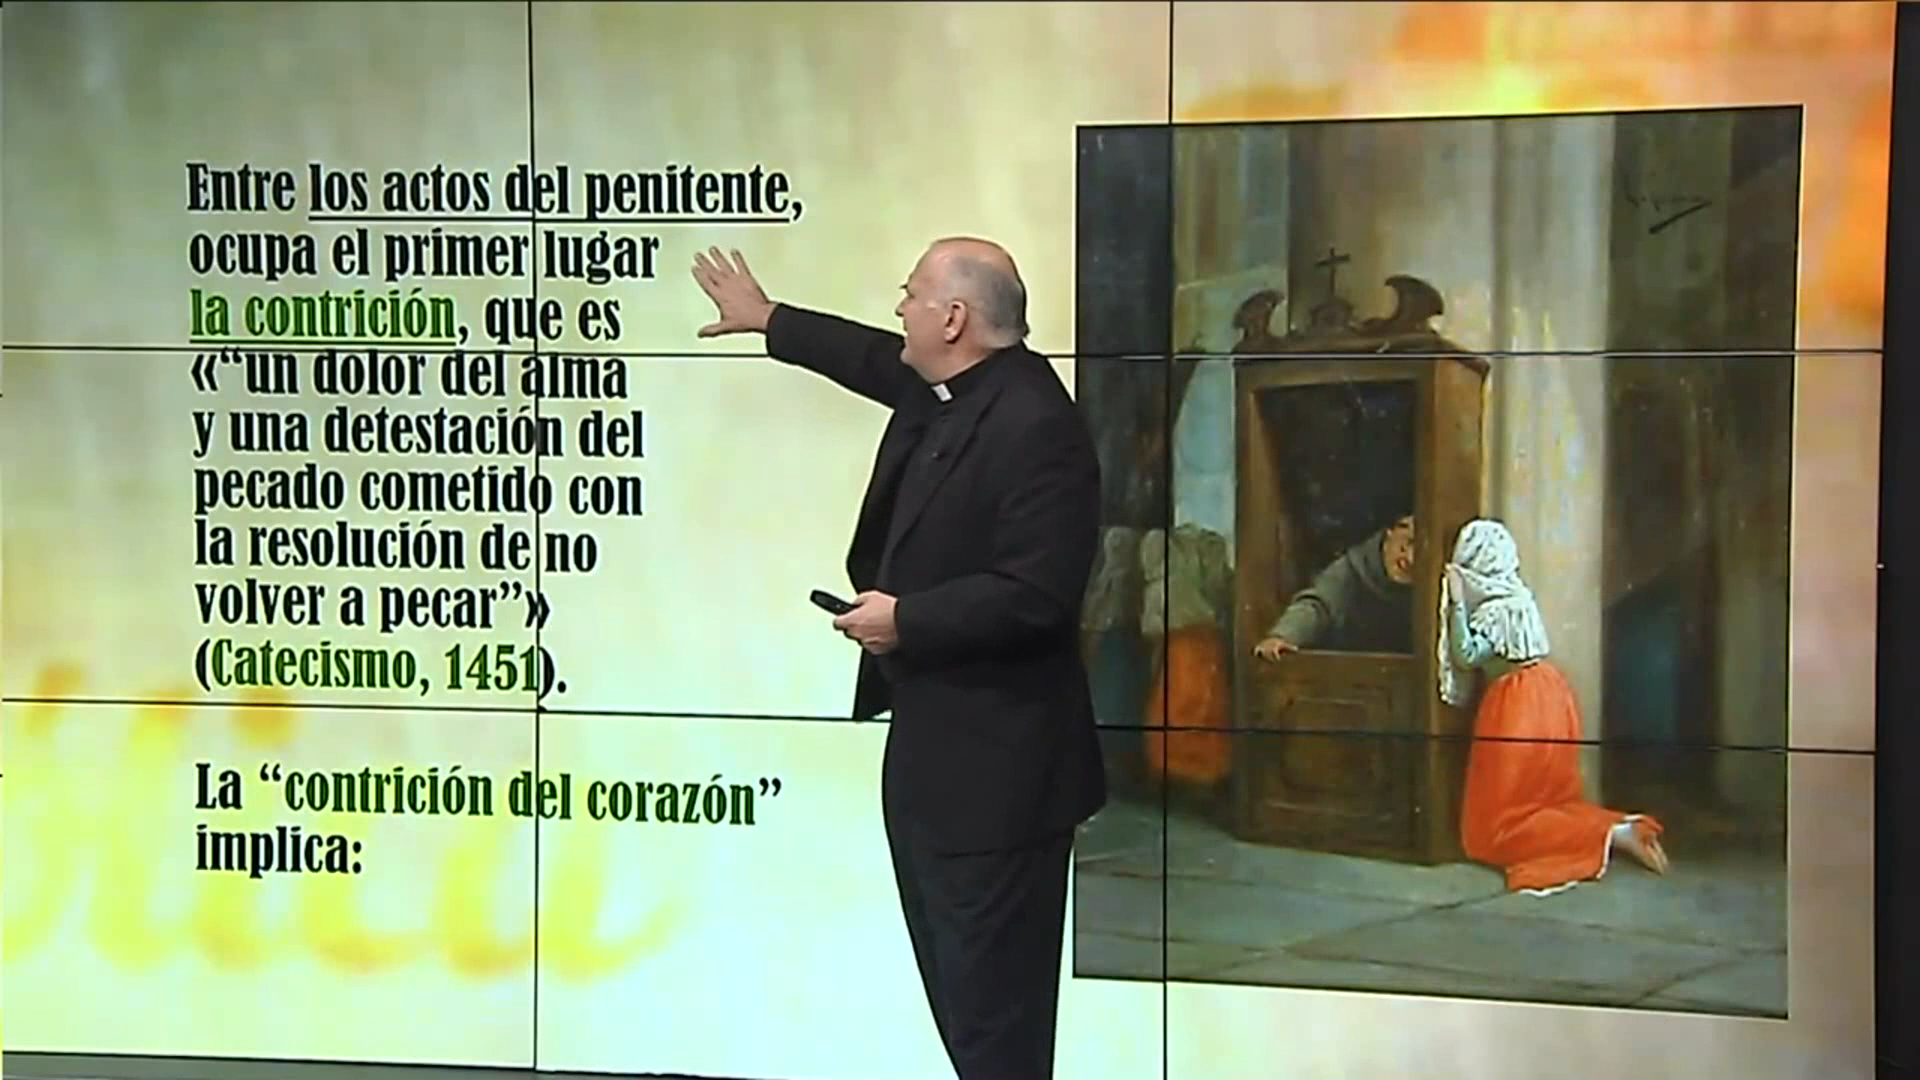 Entre los actos del penitente,
ocupa el primer lugar
la contrición, que es
«“un dolor del alma
y una detestación del
pecado cometido con
la resolución de no
volver a pecar”»
(Catecismo, 1451).
La “contrición del corazón”
implica: